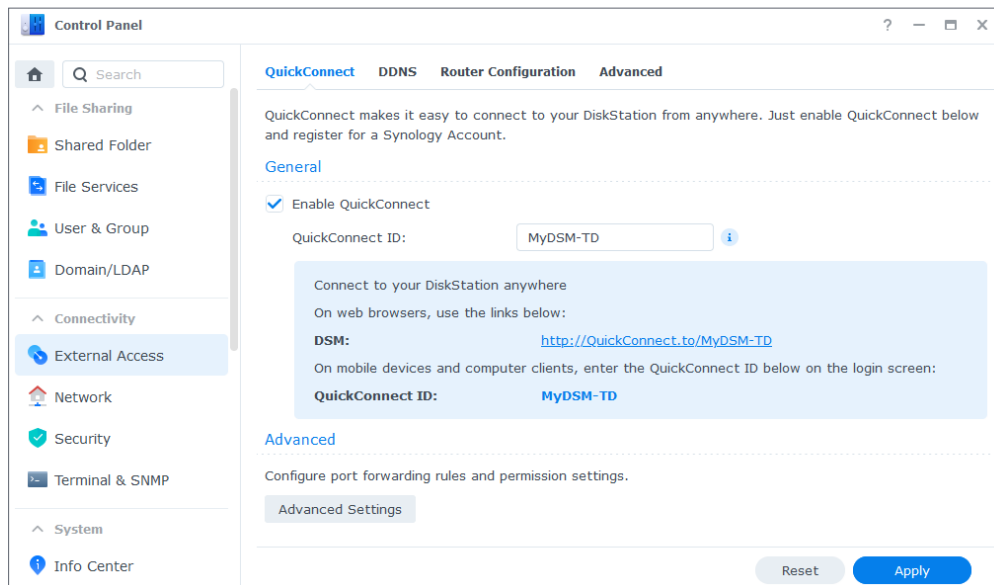 Control Panel
?
Search
File Sharing
Shared Folder
File Services
User & Group
Domain/LDAP
Connectivity
External Access
Network
Security
Terminal & SNMP
System
Info Center
QuickConnect DDNS Router Configuration Advanced
QuickConnect makes it easy to connect to your DiskStation from anywhere. Just enable QuickConnect below
and register for a Synology Account.
General
Enable QuickConnect
QuickConnect ID: MyDSM-TD
Connect to your DiskStation anywhere
On web browsers, use the links below:
DSM: http://QuickConnect.to/MyDSM-TD
On mobile devices and computer clients, enter the QuickConnect ID below on the login screen:
QuickConnect ID: MyDSM-TD
Advanced
Configure port forwarding rules and permission settings.
Advanced Settings
Reset Apply